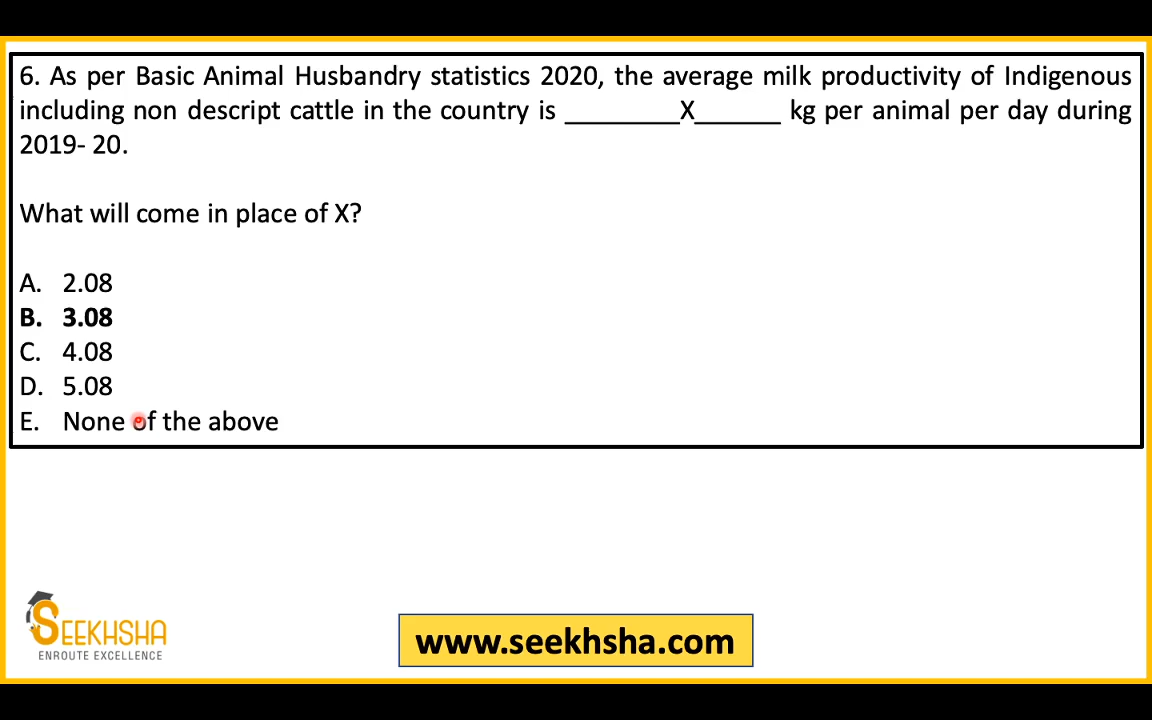 6. As per Basic Animal Husbandry statistics 2020, the average milk productivity of Indigenous
including non descript cattle in the country is ________X______ kg per animal per day during
2019- 20.
What will come in place of X?
A. 2.08
B. 3.08
C. 4.08
D. 5.08
E. None of the above
SEEKHSHA
ENROUTE EXCELLENCE
www.seekhsha.com